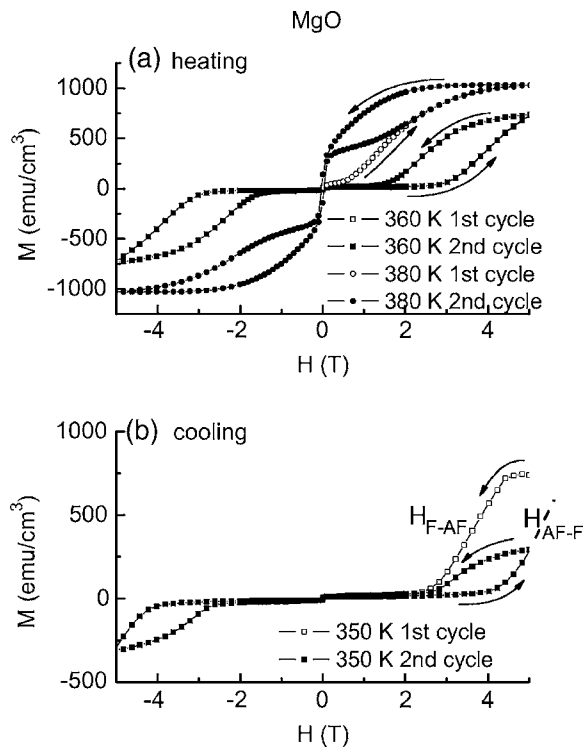 MgO
(a) heating
1000
500
0
-500
-1000
M (emu/cm³)
360 K 1st cycle
360 K 2nd cycle
380 K 1st cycle
380 K 2nd cycle
-4 -2 0 2 4
H (T)
(b) cooling
1000
500
0
-500
M (emu/cm³)
H_F-AF
H_AF-F
350 K 1st cycle
350 K 2nd cycle
-4 -2 0 2 4
H (T)